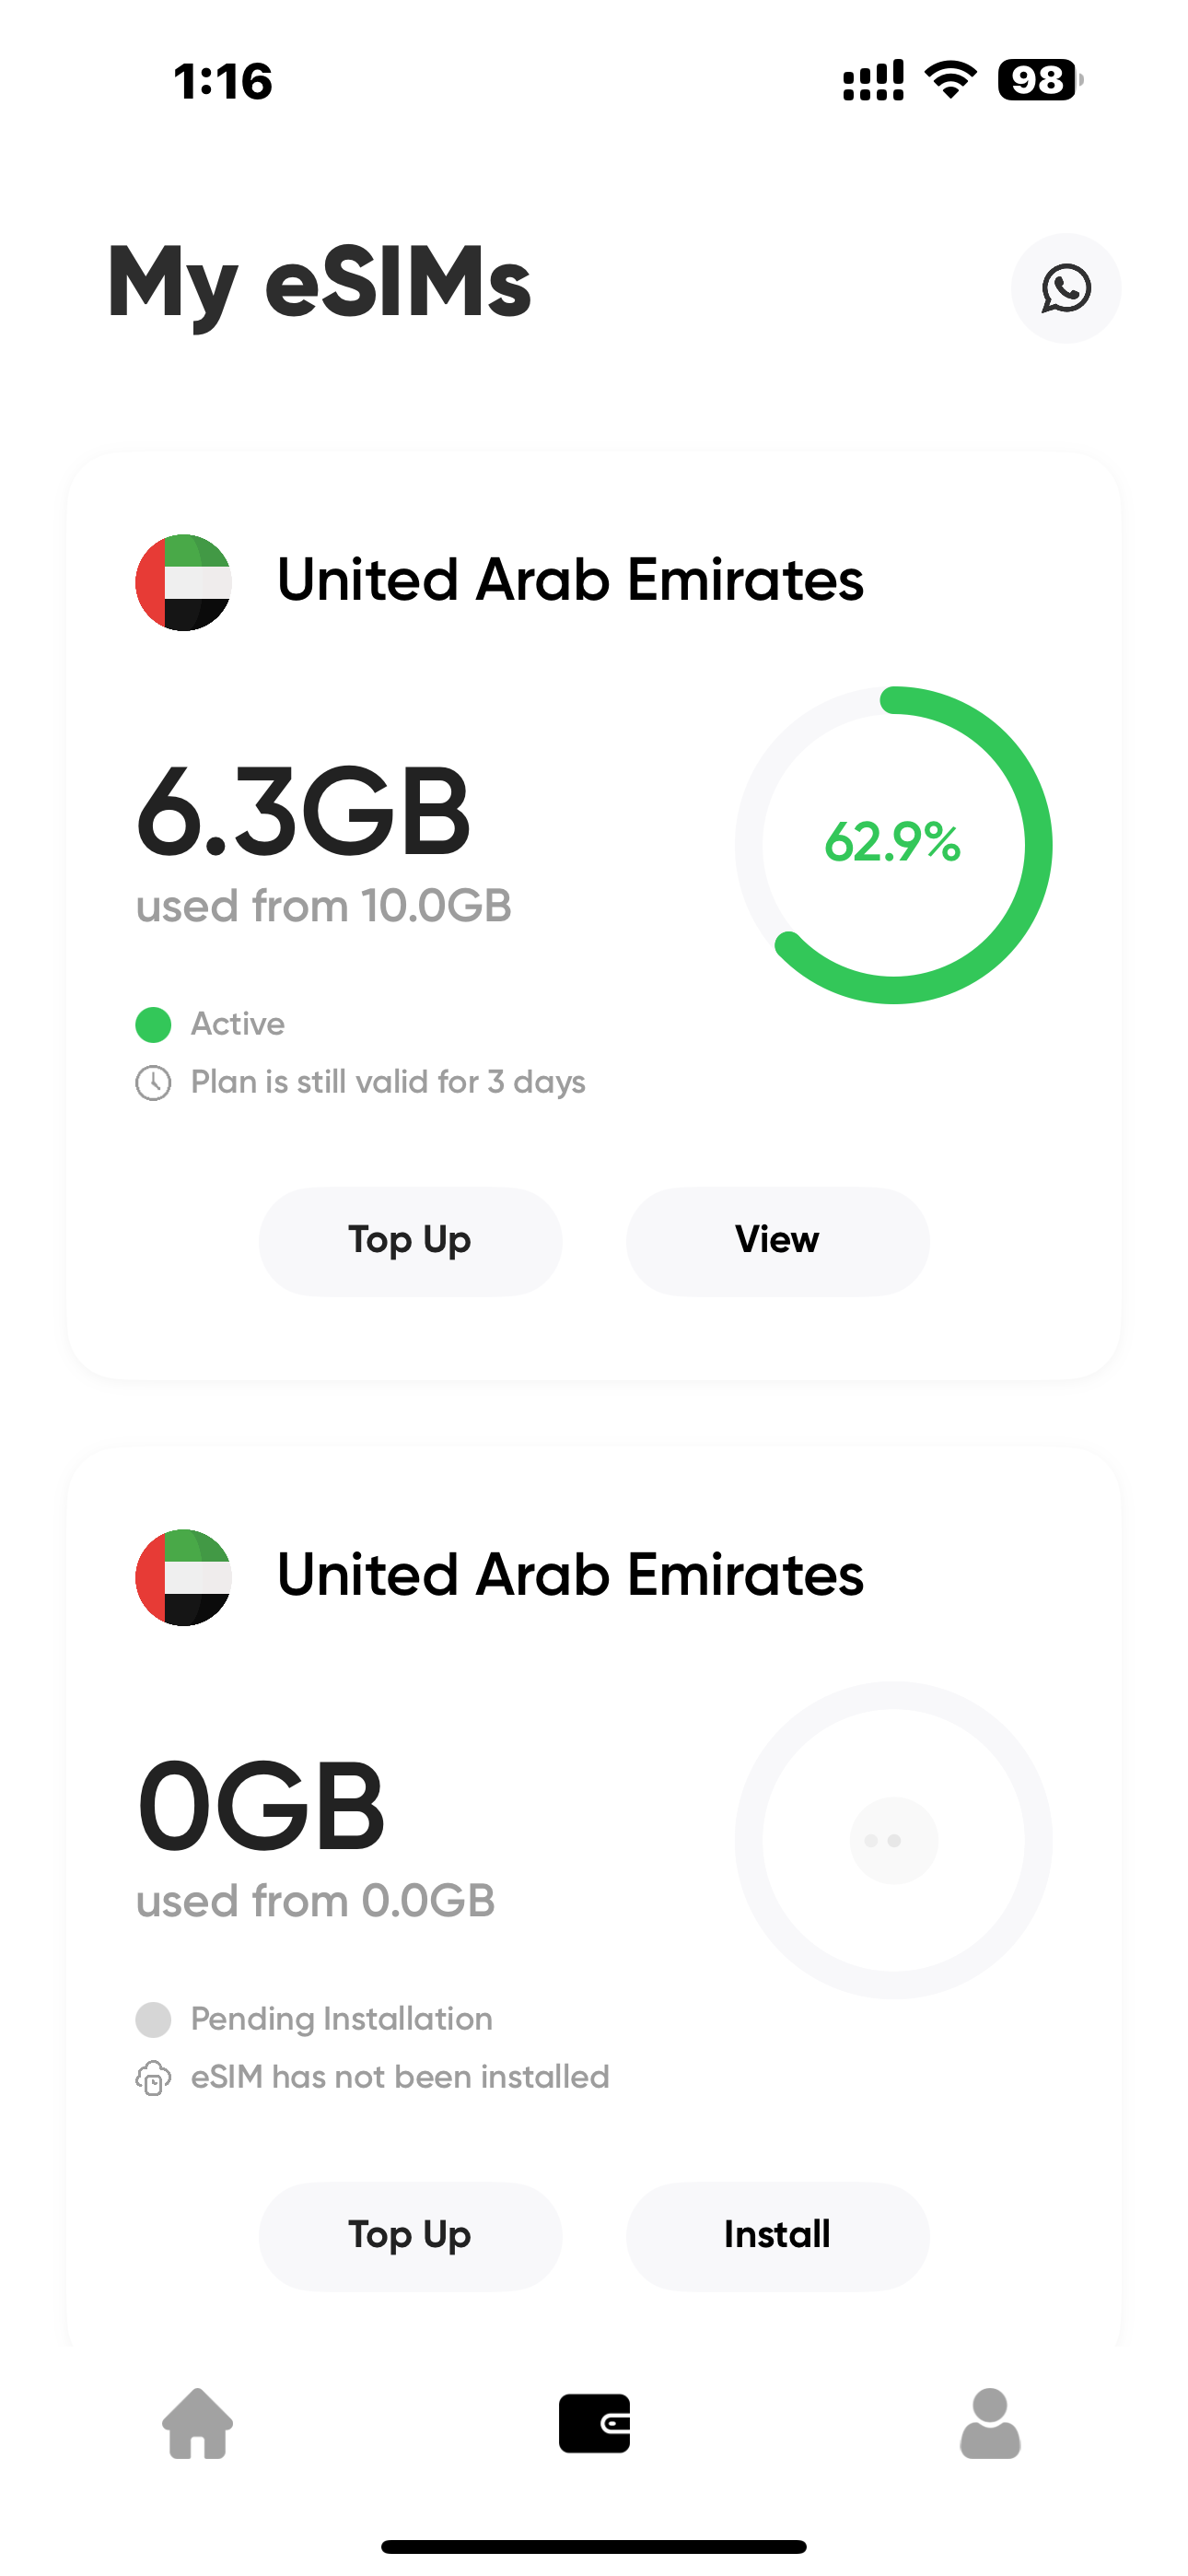 1:16
98
My eSIMs
United Arab Emirates
6.3GB
used from 10.0GB
62.9%
Active
Plan is still valid for 3 days
Top Up
View
United Arab Emirates
0GB
used from 0.0GB
Pending Installation
eSIM has not been installed
Top Up
Install